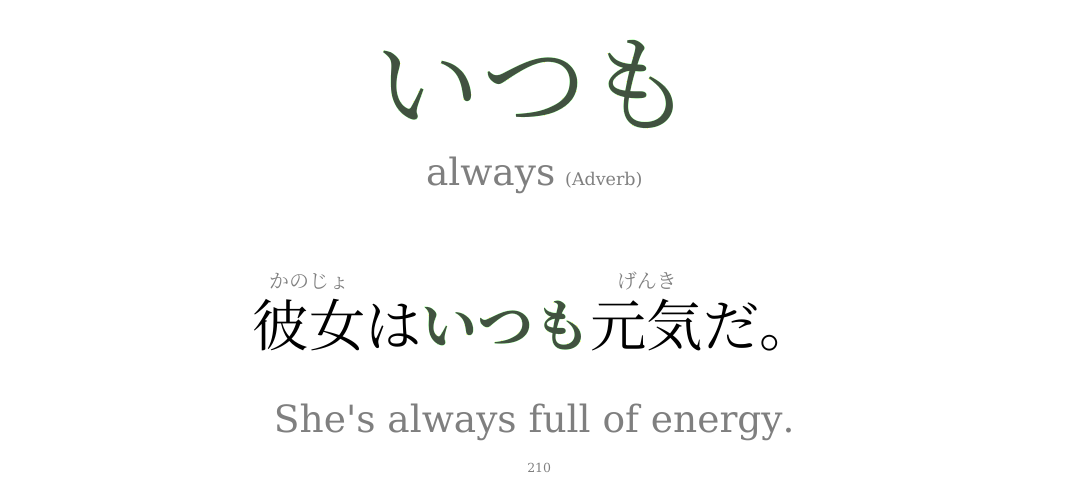 いつも
always (Adverb)
かのじょ げんき
彼女はいつも元気だ。
She's always full of energy.
210